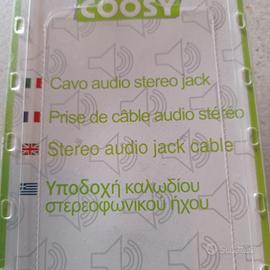 COOSY
Cavo audio stereo jack
Prise de câble audio stéréo
Stereo audio jack cable
Υποδοχή καλωδίου
στερεοφωνικού ήχου